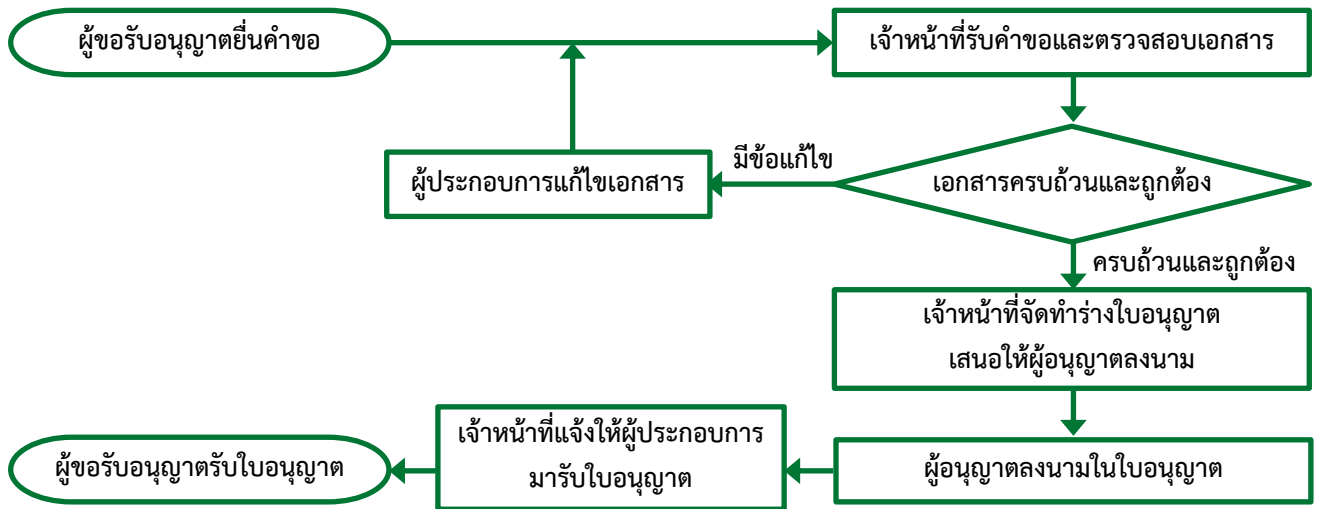 ผู้ขอรับอนุญาตยื่นคำขอ
เจ้าหน้าที่รับคำขอและตรวจสอบเอกสาร
มีข้อแก้ไข
ผู้ประกอบการแก้ไขเอกสาร
เอกสารครบถ้วนและถูกต้อง
ครบถ้วนและถูกต้อง
เจ้าหน้าที่จัดทำร่างใบอนุญาต
เสนอให้ผู้อนุญาตลงนาม
ผู้อนุญาตลงนามในใบอนุญาต
เจ้าหน้าที่แจ้งให้ผู้ประกอบการ
มารับใบอนุญาต
ผู้ขอรับอนุญาตรับใบอนุญาต